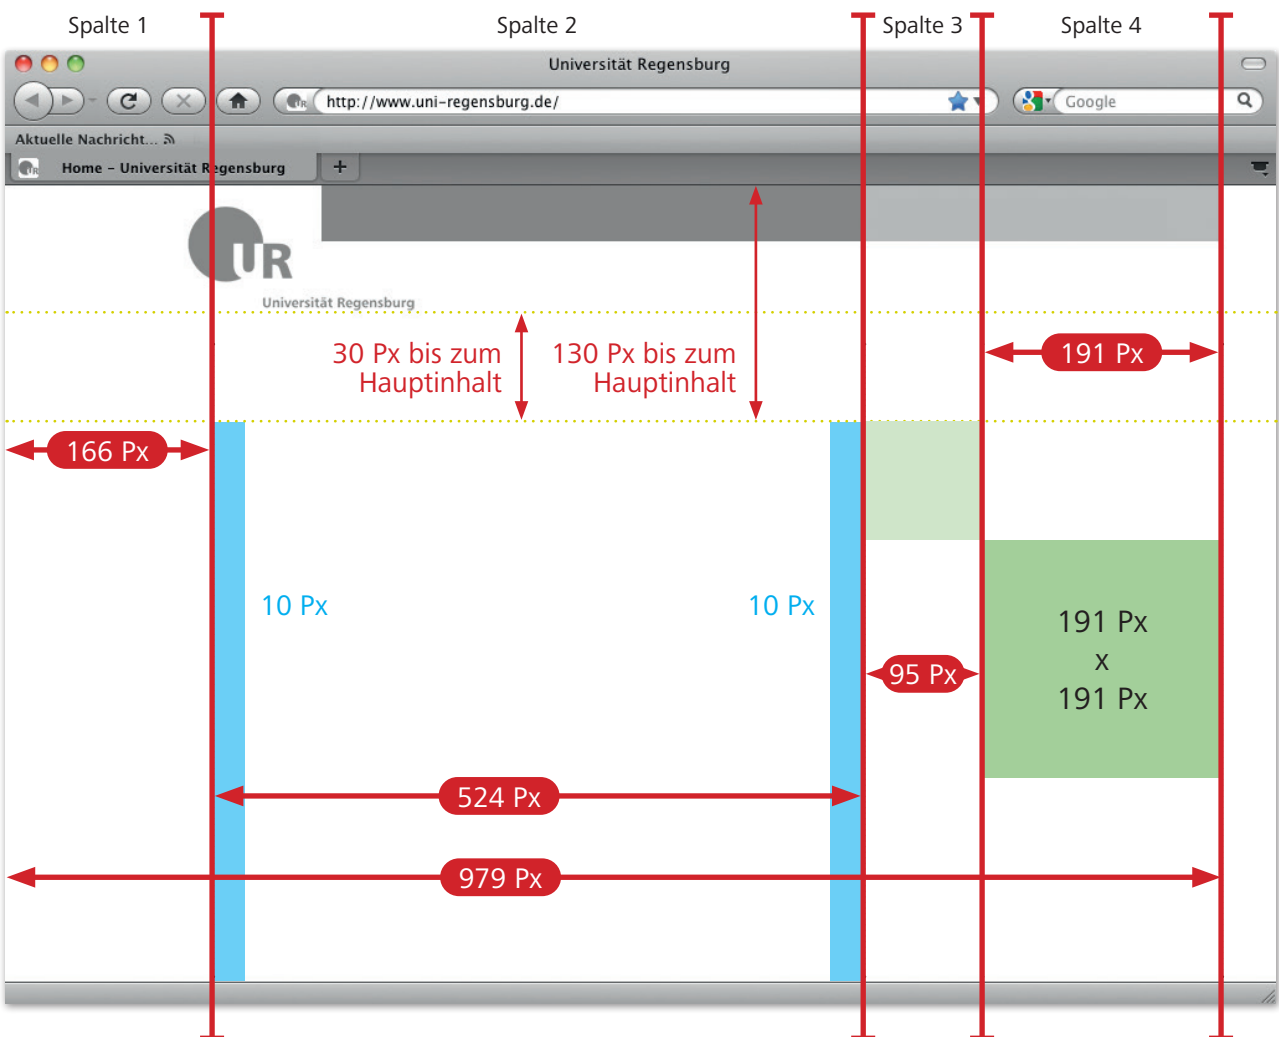 Spalte 1
Spalte 2
Spalte 3
Spalte 4
Universität Regensburg
UR
http://www.uni-regensburg.de/
Google
Aktuelle Nachricht...
UR
Home – Universität Regensburg
+
UR
Universität Regensburg
30 Px bis zum
Hauptinhalt
130 Px bis zum
Hauptinhalt
191 Px
166 Px
10 Px
10 Px
191 Px
x
191 Px
95 Px
524 Px
979 Px